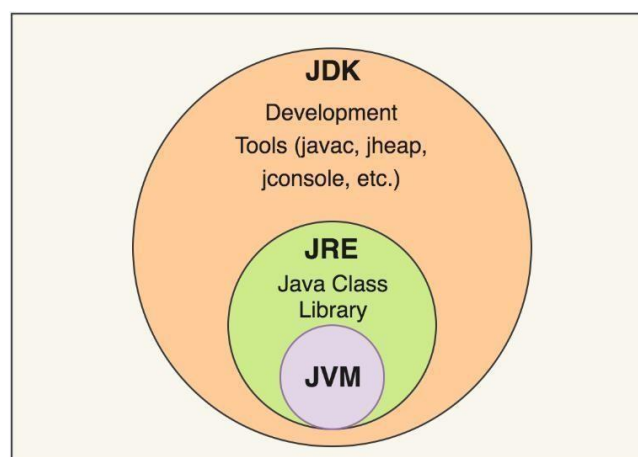 JDK
Development
Tools (javac, jheap,
jconsole, etc.)
JRE
Java Class
Library
JVM